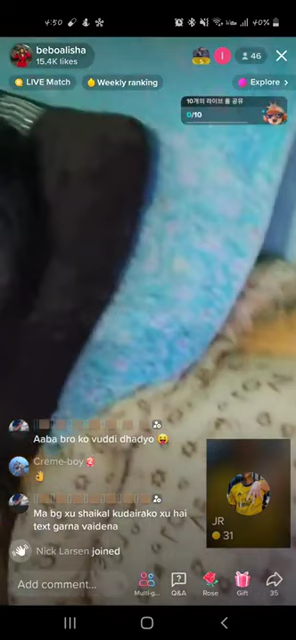 4:50
40%
beboalisha
15.4K likes
46
LIVE Match
Weekly ranking
Explore >
10개의 라이브 룸 공유
0/10
Aaba bro ko vuddi dhadyo
Creme-boy
Ma bg xu shaikal kudairako xu hai
text garna vaidena
Nick Larsen joined
JR
31
Add comment...
Multi-g...
Q&A
Rose
Gift
35